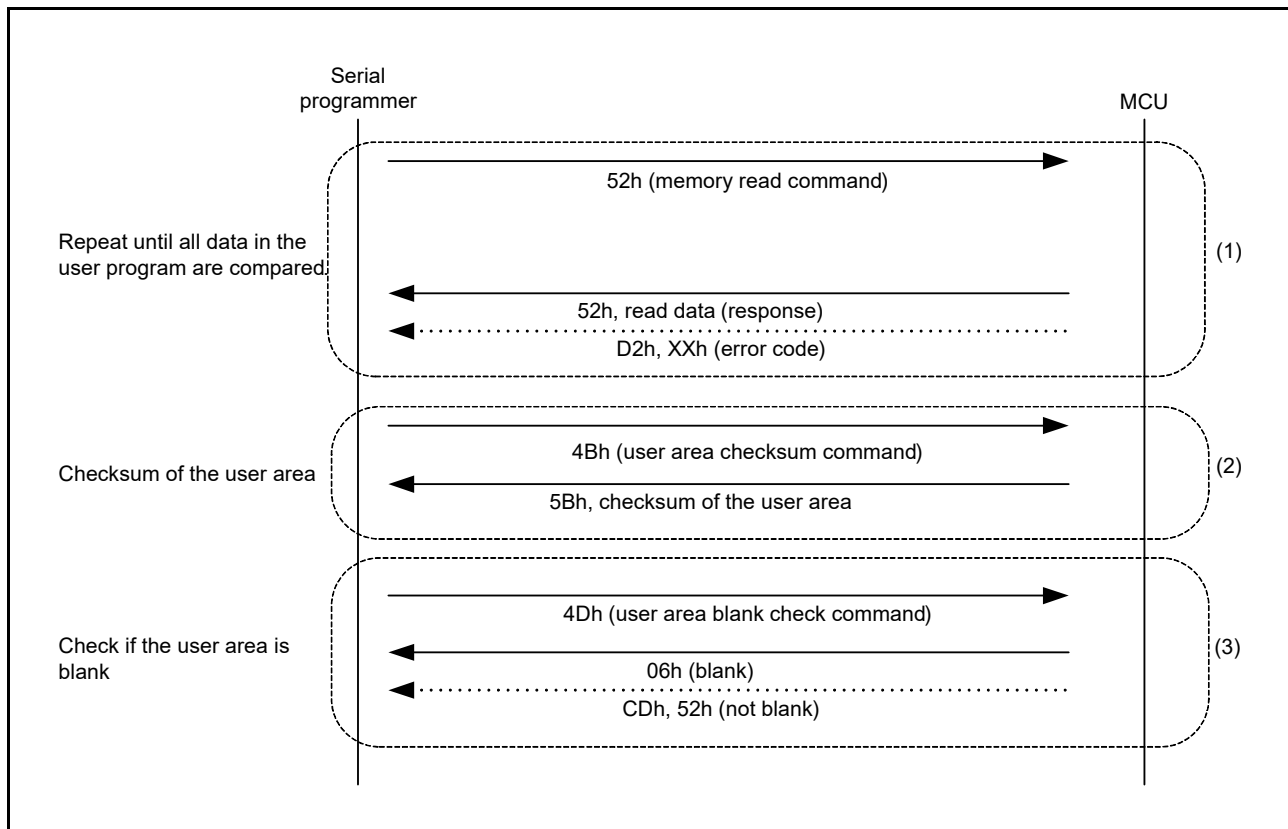 Serial
programmer
MCU
52h (memory read command)
Repeat until all data in the
user program are compared.
(1)
52h, read data (response)
D2h, XXh (error code)
4Bh (user area checksum command)
Checksum of the user area
(2)
5Bh, checksum of the user area
4Dh (user area blank check command)
Check if the user area is
blank
(3)
06h (blank)
CDh, 52h (not blank)